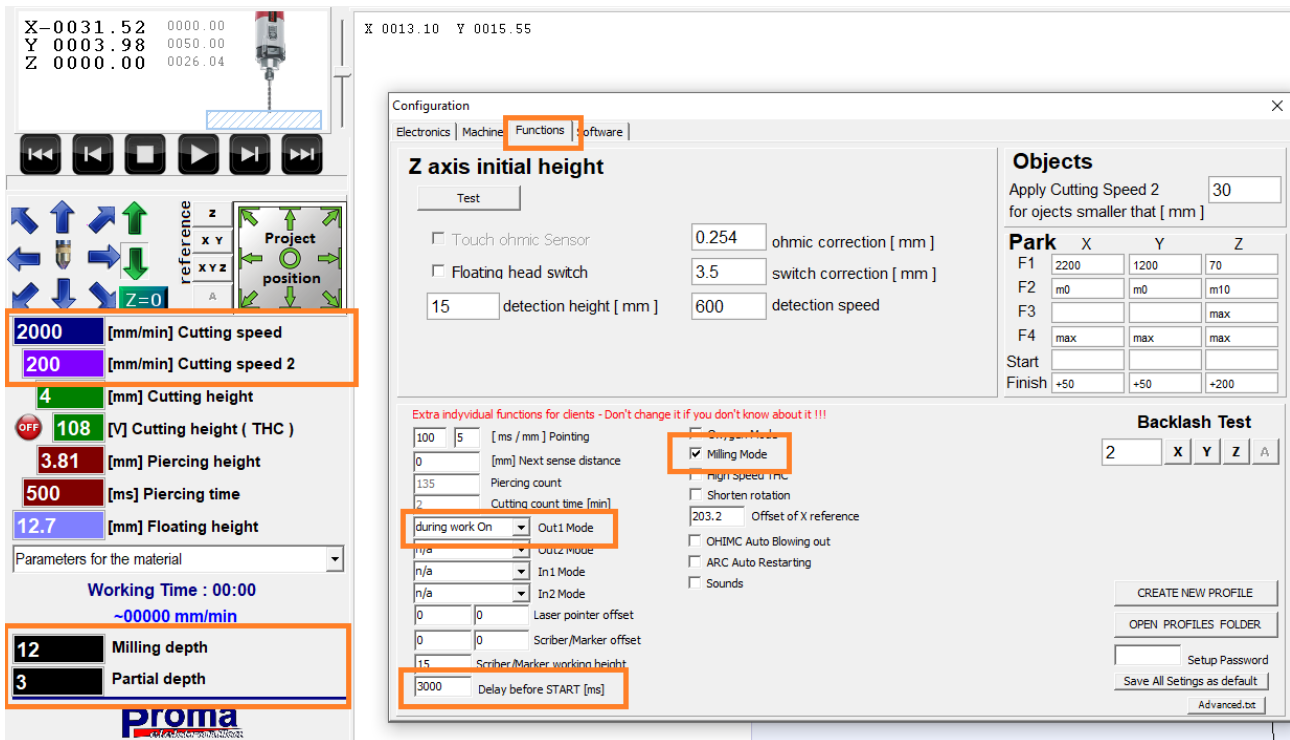 X-0031.52 0000.00
Y 0003.98 0050.00
Z 0000.00 0026.04
X 0013.10 Y 0015.55
reference
Z
X Y
X Y Z
A
Z=0
Project
position
2000 [mm/min] Cutting speed
200 [mm/min] Cutting speed 2
4 [mm] Cutting height
OFF 108 [V] Cutting height ( THC )
3.81 [mm] Piercing height
500 [ms] Piercing time
12.7 [mm] Floating height
Parameters for the material
Working Time : 00:00
~00000 mm/min
12 Milling depth
3 Partial depth
Proma
Configuration
Electronics Machine Functions Software
Z axis initial height
Test
Touch ohmic Sensor
0.254 ohmic correction [ mm ]
Floating head switch
3.5 switch correction [ mm ]
15 detection height [ mm ]
600 detection speed
Objects
Apply Cutting Speed 2 30
for ojects smaller that [ mm ]
Park X Y Z
F1 2200 1200 70
F2 m0 m0 m10
F3 max
F4 max max max
Start
Finish +50 +50 +200
Extra indyvidual functions for clients - Don't change it if you don't know about it !!!
100 5 [ ms / mm ] Pointing
0 [mm] Next sense distance
135 Piercing count
2 Cutting count time [min]
during work On Out1 Mode
n/a Out2 Mode
n/a In1 Mode
n/a In2 Mode
0 0 Laser pointer offset
0 0 Scriber/Marker offset
15 Scriber/Marker working height
3000 Delay before START [ms]
Oxygen Mode
Milling Mode
High Speed THC
Shorten rotation
203.2 Offset of X reference
OHIMC Auto Blowing out
ARC Auto Restarting
Sounds
Backlash Test
2 X Y Z A
CREATE NEW PROFILE
OPEN PROFILES FOLDER
Setup Password
Save All Setings as default
Advanced.txt